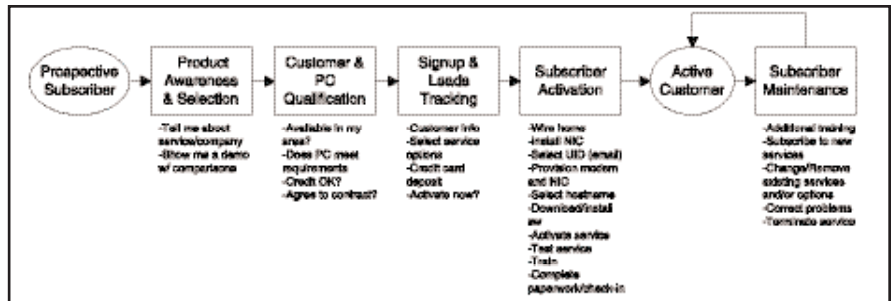 Prospective
Subscriber
Product
Awareness
& Selection
Customer &
PC
Qualification
Signup &
Leads
Tracking
Subscriber
Activation
Active
Customer
Subscriber
Maintenance
-Tell me about
service/company
-Show me a demo
w/ comparisons
-Available in my
area?
-Does PC meet
requirements
-Credit OK?
-Agree to contract?
-Customer info
-Select service
options
-Credit card
deposit
-Activate now?
-Wire home
-Install NIC
-Select UID (email)
-Provision modem
and NIC
-Select hostname
-Download/install
sw
-Activate service
-Test service
-Train
-Complete
paperwork/check-in
-Additional training
-Subscribe to new
services
-Change/Remove
existing services
and/or options
-Correct problems
-Terminate service